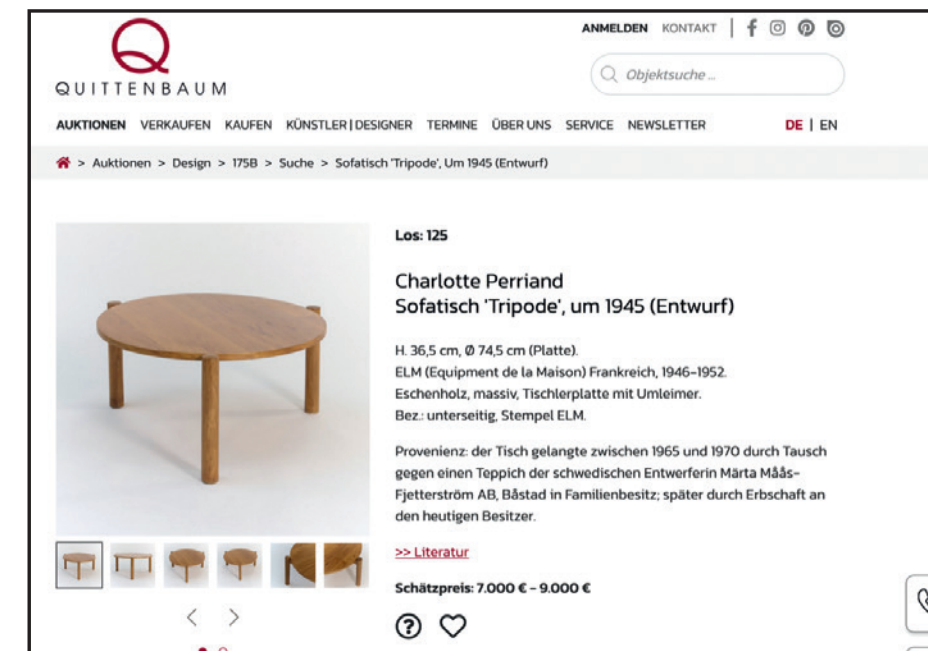 ANMELDEN KONTAKT
QUITTENBAUM
Objektsuche ...
AUKTIONEN VERKAUFEN KAUFEN KÜNSTLER | DESIGNER TERMINE ÜBER UNS SERVICE NEWSLETTER DE | EN
> Auktionen > Design > 175B > Suche > Sofatisch 'Tripode', Um 1945 (Entwurf)
Los: 125
Charlotte Perriand
Sofatisch 'Tripode', um 1945 (Entwurf)
H. 36,5 cm, Ø 74,5 cm (Platte).
ELM (Equipment de la Maison) Frankreich, 1946–1952.
Eschenholz, massiv, Tischlerplatte mit Umleimer.
Bez.: unterseitig, Stempel ELM.
Provenienz: der Tisch gelangte zwischen 1965 und 1970 durch Tausch
gegen einen Teppich der schwedischen Entwerferin Märta Måås-
Fjetterström AB, Båstad in Familienbesitz; später durch Erbschaft an
den heutigen Besitzer.
>> Literatur
Schätzpreis: 7.000 € – 9.000 €